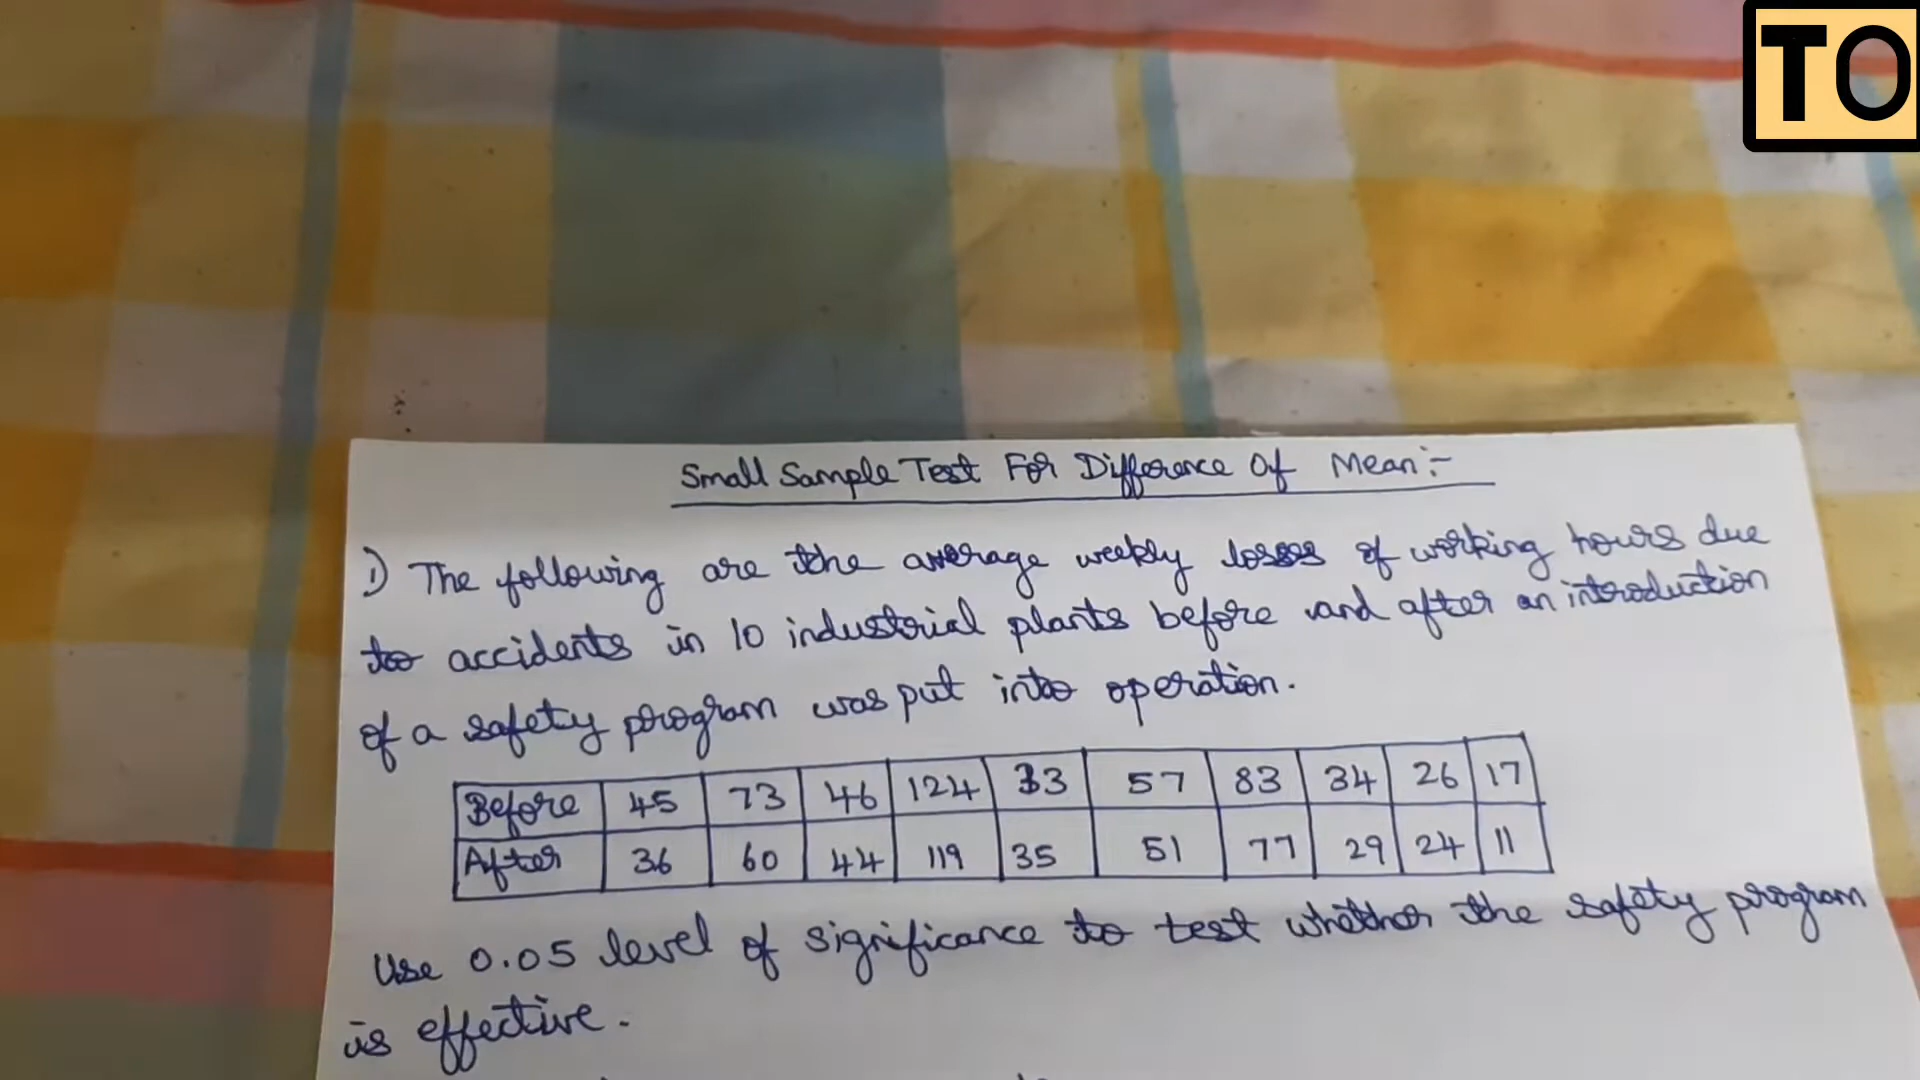 TO
Small Sample Test For Difference Of Mean:-
1) The following are the average weekly losses of working hours due
to accidents in 10 industrial plants before and after an introduction
of a safety program was put into operation.
Before 45 73 46 124 33 57 83 34 26 17
After 36 60 44 119 35 51 77 29 24 11
Use 0.05 level of significance to test whether the safety program
is effective.